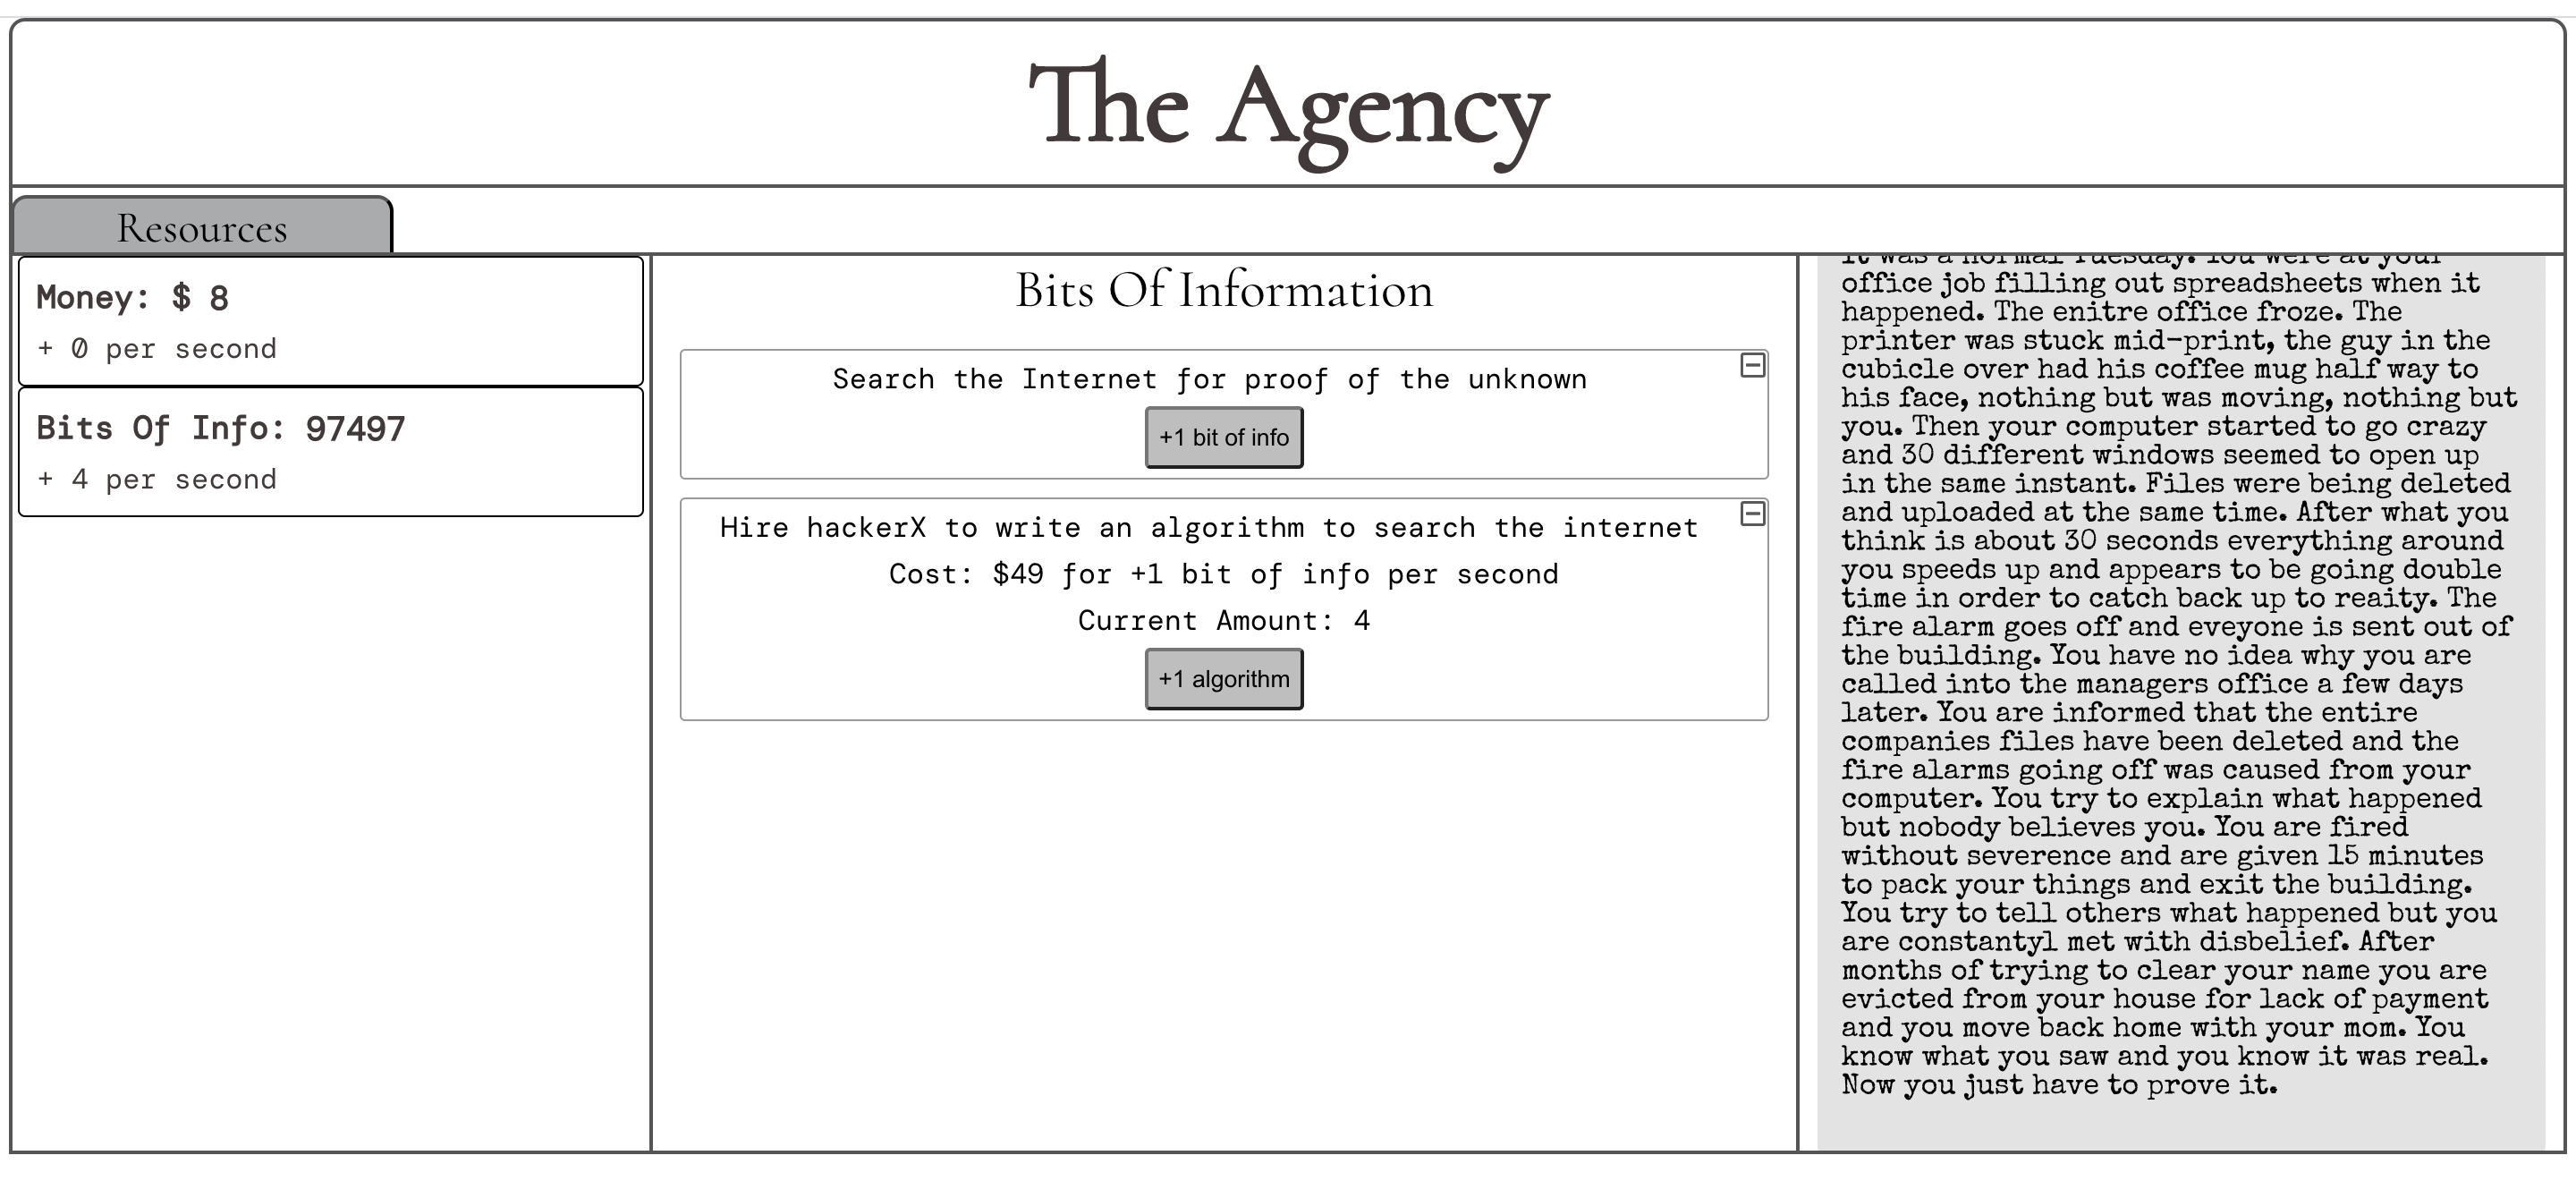 The Agency
Resources
Money: $ 8
+ 0 per second
Bits Of Info: 97497
+ 4 per second
Bits Of Information
Search the Internet for proof of the unknown
+1 bit of info
Hire hackerX to write an algorithm to search the internet
Cost: $49 for +1 bit of info per second
Current Amount: 4
+1 algorithm
It was a normal Tuesday. You were at your
office job filling out spreadsheets when it
happened. The enitre office froze. The
printer was stuck mid-print, the guy in the
cubicle over had his coffee mug half way to
his face, nothing but was moving, nothing but
you. Then your computer started to go crazy
and 30 different windows seemed to open up
in the same instant. Files were being deleted
and uploaded at the same time. After what you
think is about 30 seconds everything around
you speeds up and appears to be going double
time in order to catch back up to reaity. The
fire alarm goes off and eveyone is sent out of
the building. You have no idea why you are
called into the managers office a few days
later. You are informed that the entire
companies files have been deleted and the
fire alarms going off was caused from your
computer. You try to explain what happened
but nobody believes you. You are fired
without severence and are given 15 minutes
to pack your things and exit the building.
You try to tell others what happened but you
are constantyl met with disbelief. After
months of trying to clear your name you are
evicted from your house for lack of payment
and you move back home with your mom. You
know what you saw and you know it was real.
Now you just have to prove it.